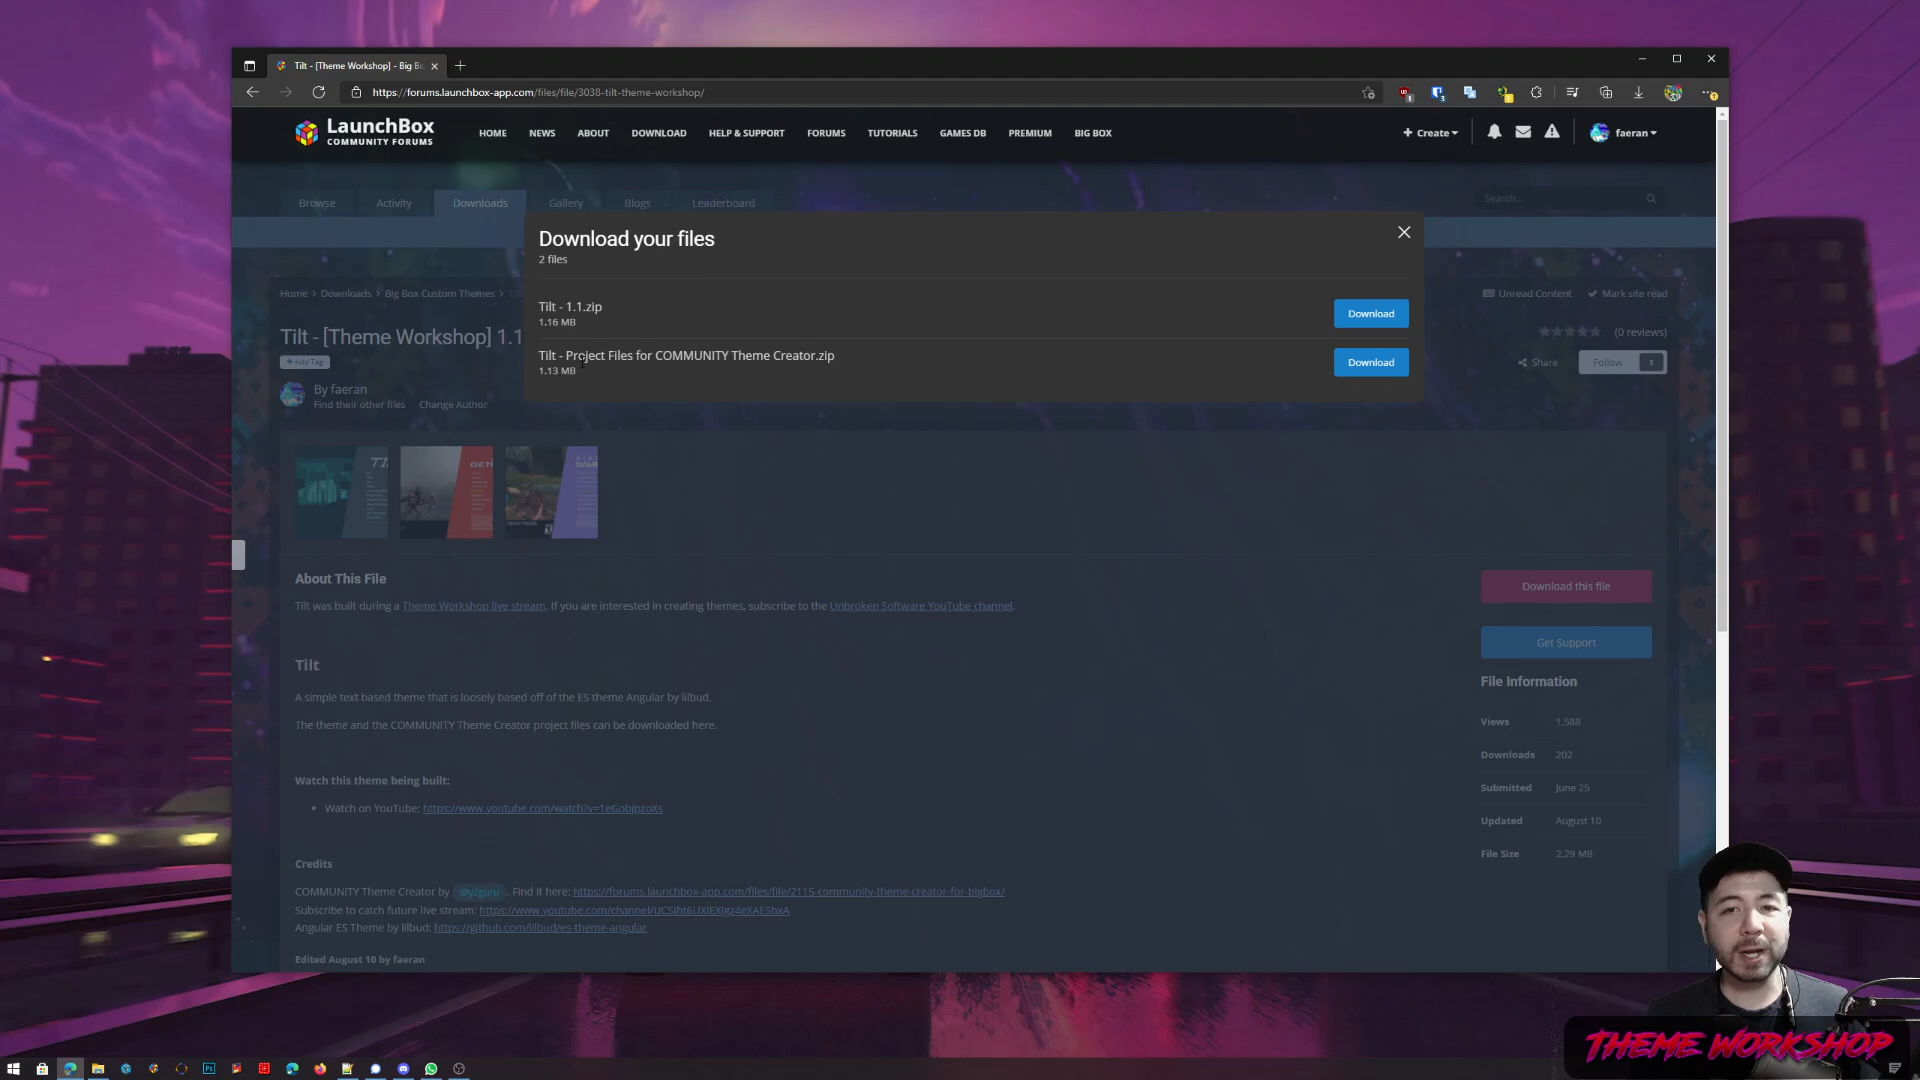 Tilt - [Theme Workshop] - Big Bo
https://forums.launchbox-app.com/files/file/3038-tilt-theme-workshop/
LaunchBox
COMMUNITY FORUMS
HOME NEWS ABOUT DOWNLOAD HELP & SUPPORT FORUMS TUTORIALS GAMES DB PREMIUM BIG BOX
+ Create
faeran
Browse Activity Downloads Gallery Blogs Leaderboard
Search...
Download your files
2 files
Home > Downloads > Big Box Custom Themes >
Unread Content Mark site read
Tilt - 1.1.zip
1.16 MB
Download
Tilt - [Theme Workshop] 1.1
(0 reviews)
+ Add Tag
Tilt - Project Files for COMMUNITY Theme Creator.zip
1.13 MB
Download
Share
Follow 3
By faeran
Find their other files Change Author
About This File
Tilt was built during a Theme Workshop live stream. If you are interested in creating themes, subscribe to the Unbroken Software YouTube channel.
Download this file
Get Support
Tilt
A simple text based theme that is loosely based off of the ES theme Angular by lilbud.
The theme and the COMMUNITY Theme Creator project files can be downloaded here.
File Information
Views 1,588
Downloads 202
Submitted June 25
Updated August 10
File Size 2.29 MB
Watch this theme being built:
• Watch on YouTube: https://www.youtube.com/watch?v=1eGobjpzoXs
Credits
COMMUNITY Theme Creator by @y2guru . Find it here: https://forums.launchbox-app.com/files/file/2115-community-theme-creator-for-bigbox/
Subscribe to catch future live stream: https://www.youtube.com/channel/UCSIht6UXIEXJgz4eXAEShxA
Angular ES Theme by lilbud: https://github.com/lilbud/es-theme-angular
Edited August 10 by faeran
THEME WORKSHOP